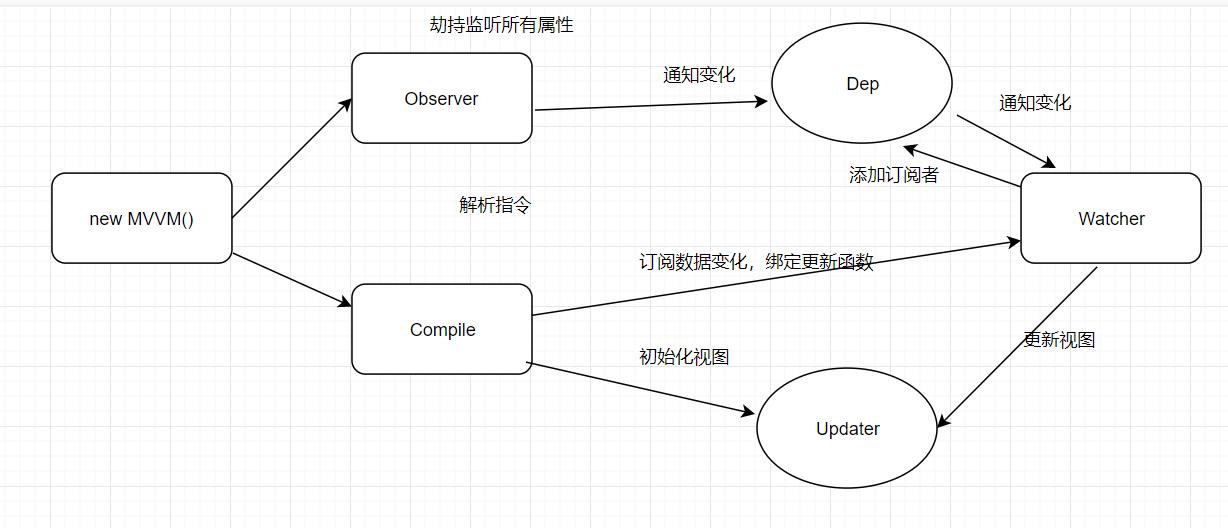 劫持监听所有属性
Observer
通知变化
Dep
通知变化
添加订阅者
new MVVM()
解析指令
Watcher
订阅数据变化，绑定更新函数
Compile
初始化视图
更新视图
Updater